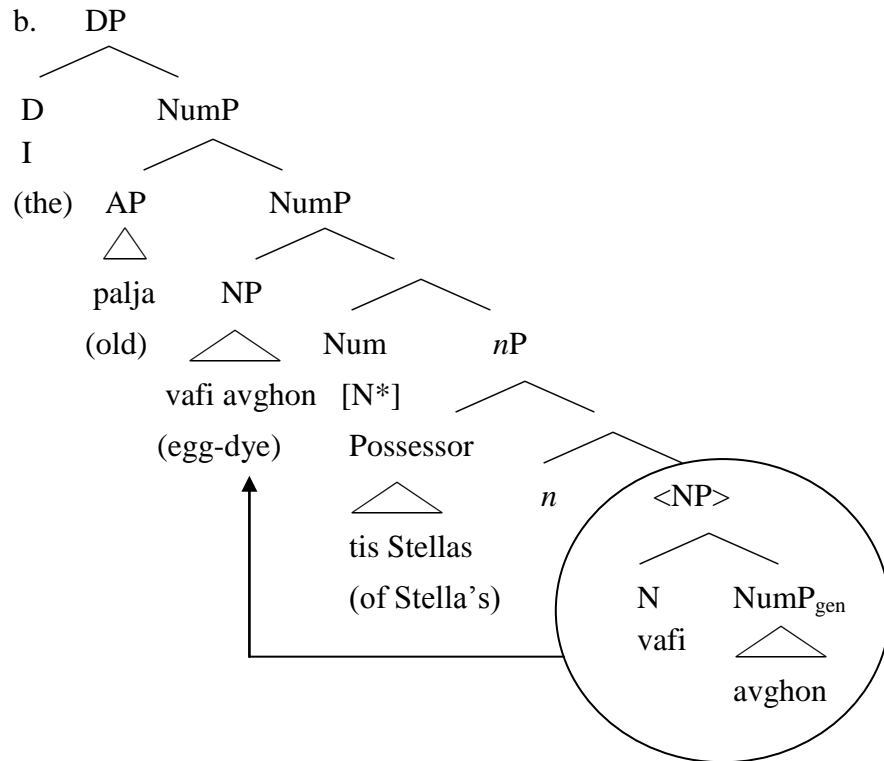 b. DP
D NumP
I
(the) AP NumP
palja NP
(old) Num nP
vafi avghon [N*]
(egg-dye) Possessor
n <NP>
tis Stellas
(of Stella's) N NumPgen
vafi
avghon